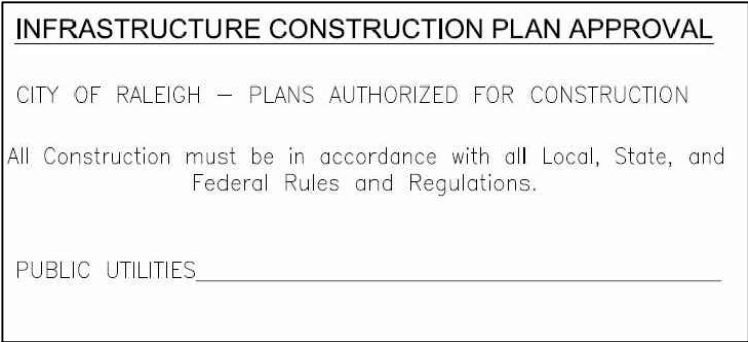 INFRASTRUCTURE CONSTRUCTION PLAN APPROVAL
CITY OF RALEIGH – PLANS AUTHORIZED FOR CONSTRUCTION
All Construction must be in accordance with all Local, State, and
Federal Rules and Regulations.
PUBLIC UTILITIES